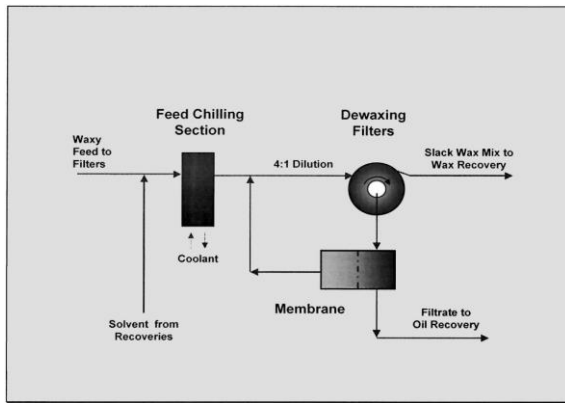 Feed Chilling
Section
Dewaxing
Filters
Waxy
Feed to
Filters
4:1 Dilution
Slack Wax Mix to
Wax Recovery
Coolant
Membrane
Solvent from
Recoveries
Filtrate to
Oil Recovery